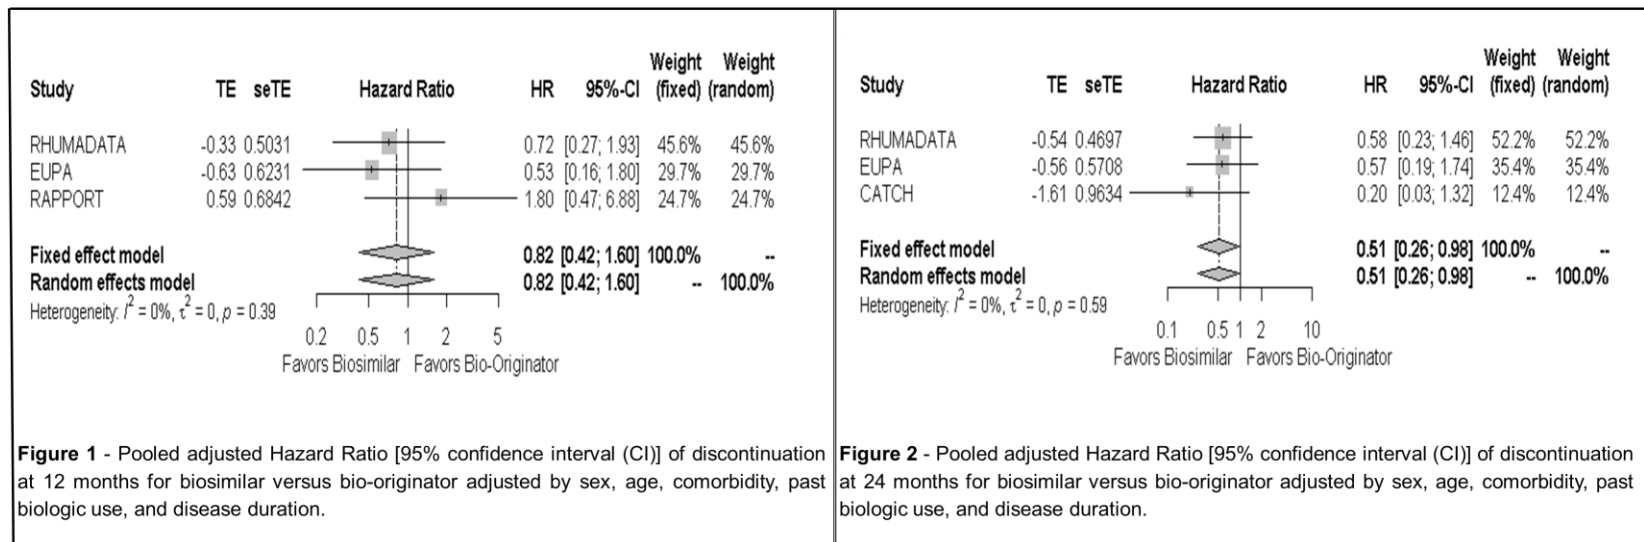 Weight Weight
Study TE seTE Hazard Ratio HR 95%-CI (fixed) (random)
RHUMADATA -0.33 0.5031 0.72 [0.27; 1.93] 45.6% 45.6%
EUPA -0.63 0.6231 0.53 [0.16; 1.80] 29.7% 29.7%
RAPPORT 0.59 0.6842 1.80 [0.47; 6.88] 24.7% 24.7%
Fixed effect model 0.82 [0.42; 1.60] 100.0% --
Random effects model 0.82 [0.42; 1.60] -- 100.0%
Heterogeneity: I² = 0%, τ² = 0, p = 0.39
0.2 0.5 1 2 5
Favors Biosimilar Favors Bio-Originator
Figure 1 - Pooled adjusted Hazard Ratio [95% confidence interval (CI)] of discontinuation
at 12 months for biosimilar versus bio-originator adjusted by sex, age, comorbidity, past
biologic use, and disease duration.
Weight Weight
Study TE seTE Hazard Ratio HR 95%-CI (fixed) (random)
RHUMADATA -0.54 0.4697 0.58 [0.23; 1.46] 52.2% 52.2%
EUPA -0.56 0.5708 0.57 [0.19; 1.74] 35.4% 35.4%
CATCH -1.61 0.9634 0.20 [0.03; 1.32] 12.4% 12.4%
Fixed effect model 0.51 [0.26; 0.98] 100.0% --
Random effects model 0.51 [0.26; 0.98] -- 100.0%
Heterogeneity: I² = 0%, τ² = 0, p = 0.59
0.1 0.5 1 2 10
Favors Biosimilar Favors Bio-Originator
Figure 2 - Pooled adjusted Hazard Ratio [95% confidence interval (CI)] of discontinuation
at 24 months for biosimilar versus bio-originator adjusted by sex, age, comorbidity, past
biologic use, and disease duration.